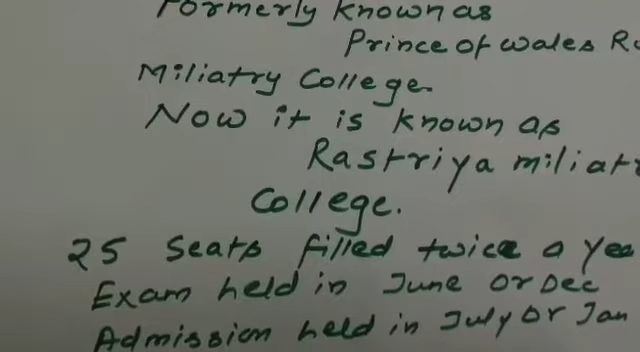 Formerly known as
Prince of wales
Miliatry College.
Now it is known as
Rastriya
College.
25 Seats filled twice a
Exam held in June or Dec
Admission held in July or Jan